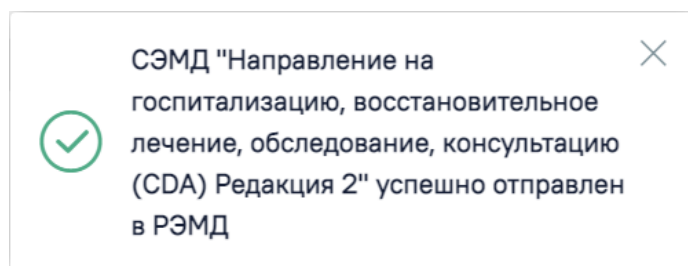 СЭМД "Направление на
госпитализацию, восстановительное
лечение, обследование, консультацию
(CDA) Редакция 2" успешно отправлен
в РЭМД